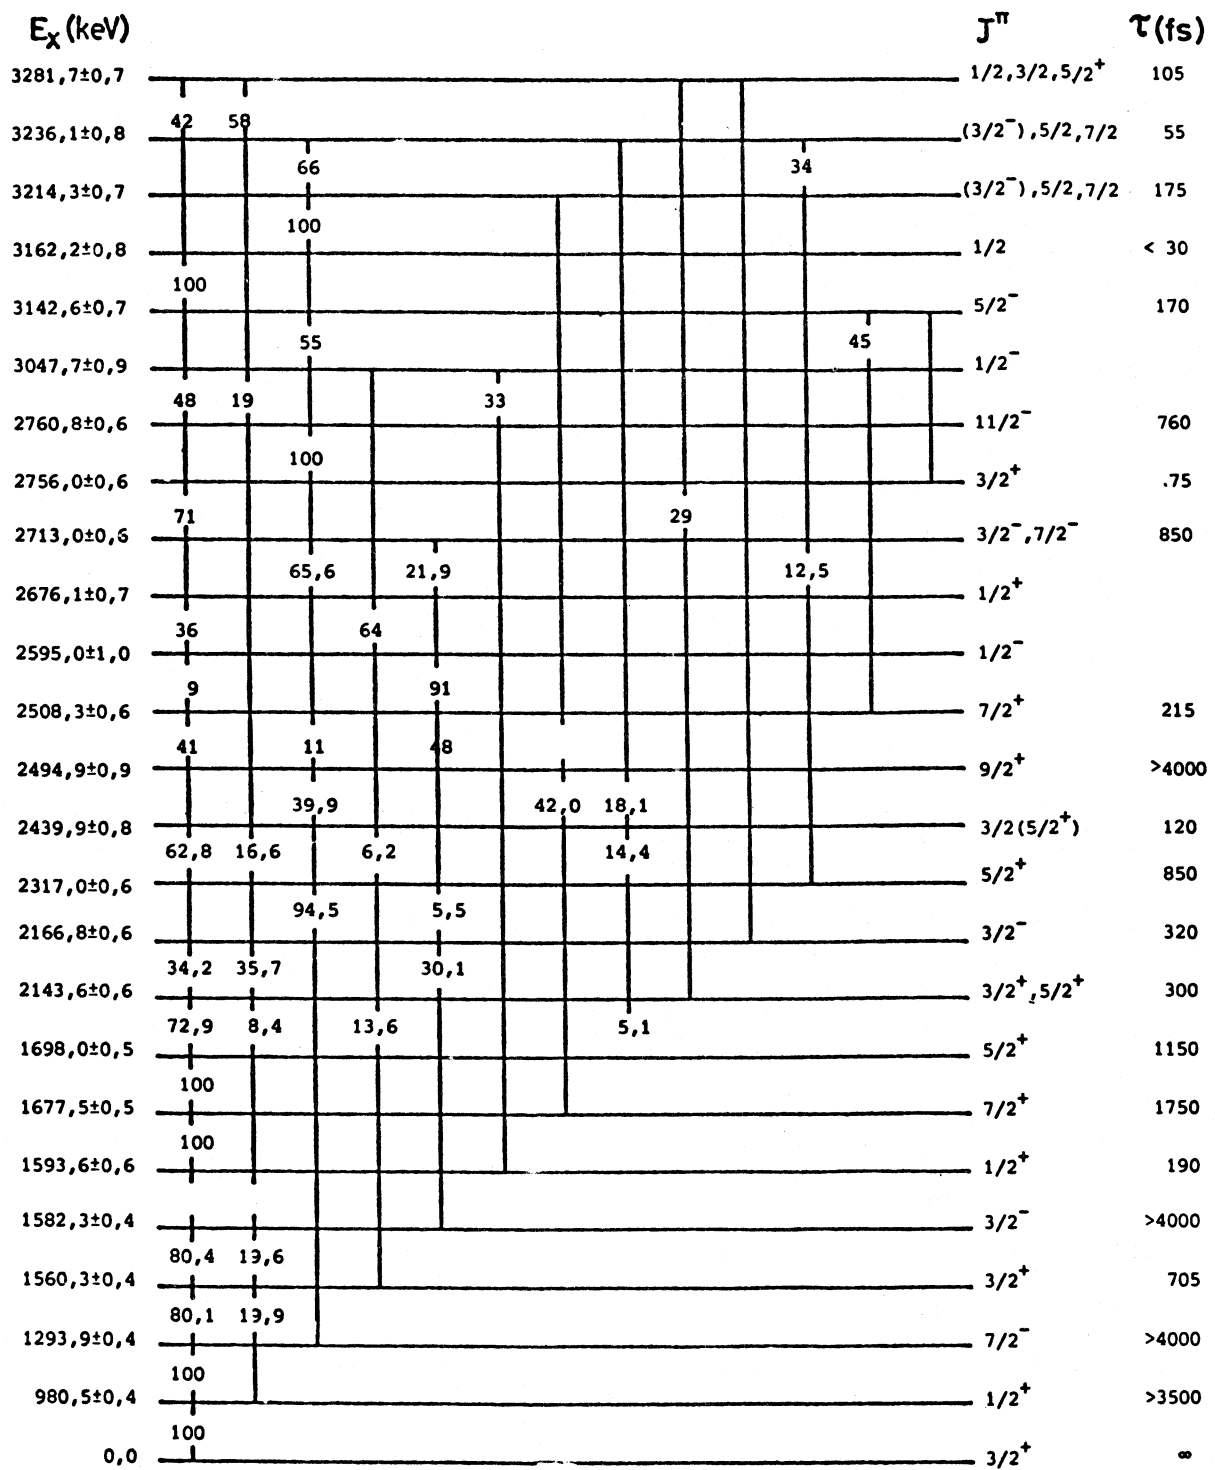 Eₓ(keV) Jᵖⁱ τ(fs)
3281,7±0,7 1/2,3/2,5/2⁺ 105
42 58
3236,1±0,8 (3/2⁻),5/2,7/2 55
66 34
3214,3±0,7 (3/2⁻),5/2,7/2 175
100
3162,2±0,8 1/2 < 30
100
3142,6±0,7 5/2⁻ 170
55 45
3047,7±0,9 1/2⁻
48 19 33
2760,8±0,6 11/2⁻ 760
100
2756,0±0,6 3/2⁺ .75
71 29
2713,0±0,6 3/2⁻,7/2⁻ 850
65,6 21,9 12,5
2676,1±0,7 1/2⁺
36 64
2595,0±1,0 1/2⁻
9 91
2508,3±0,6 7/2⁺ 215
41 11 48
2494,9±0,9 9/2⁺ >4000
39,9 42,0 18,1
2439,9±0,8 3/2(5/2⁺) 120
62,8 16,6 6,2 14,4
2317,0±0,6 5/2⁺ 850
94,5 5,5
2166,8±0,6 3/2⁻ 320
34,2 35,7 30,1
2143,6±0,6 3/2⁺,5/2⁺ 300
72,9 8,4 13,6 5,1
1698,0±0,5 5/2⁺ 1150
100
1677,5±0,5 7/2⁺ 1750
100
1593,6±0,6 1/2⁺ 190
1582,3±0,4 3/2⁻ >4000
80,4 19,6
1560,3±0,4 3/2⁺ 705
80,1 19,9
1293,9±0,4 7/2⁻ >4000
100
980,5±0,4 1/2⁺ >3500
100
0,0 3/2⁺ ∞